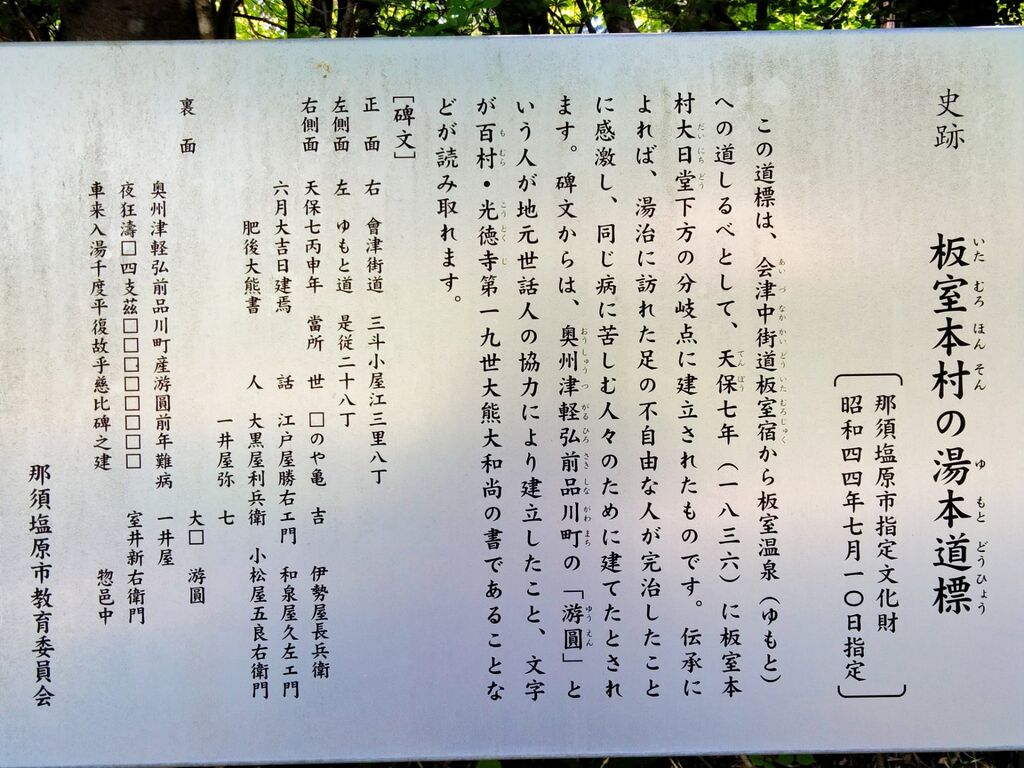 史跡　板室本村の湯本道標
那須塩原市指定文化財
昭和四四年七月一〇日指定
この道標は、会津中街道板室宿から板室温泉（ゆもと）
への道しるべとして、天保七年（一八三六）に板室本
村大日堂下方の分岐点に建立されたものです。伝承に
よれば、湯治に訪れた足の不自由な人が完治したこと
に感激し、同じ病に苦しむ人々のために建てたとされ
ます。碑文からは、奥州津軽弘前品川町の「游圓」と
いう人が地元世話人の協力により建立したこと、文字
が百村・光徳寺第一九世大熊大和尚の書であることな
どが読み取れます。
［碑文］
正　面　右　會津街道　三斗小屋江三里八丁
左側面　左　ゆもと道　是従二十八丁
右側面　天保七丙申年　當所　世　□のや亀　吉　伊勢屋長兵衛
六月大吉日建焉　話　江戸屋勝右エ門　和泉屋久左エ門
肥後大熊書　人　大黒屋利兵衛　小松屋五良右衛門
一井屋弥　七
裏　面　大□　游圓
奥州津軽弘前品川町産游圓前年難病　一井屋
夜狂濤□四支茲□□□□□□□□　室井新右衛門
車来入湯千度平復故乎慈比碑之建　惣邑中
那須塩原市教育委員会